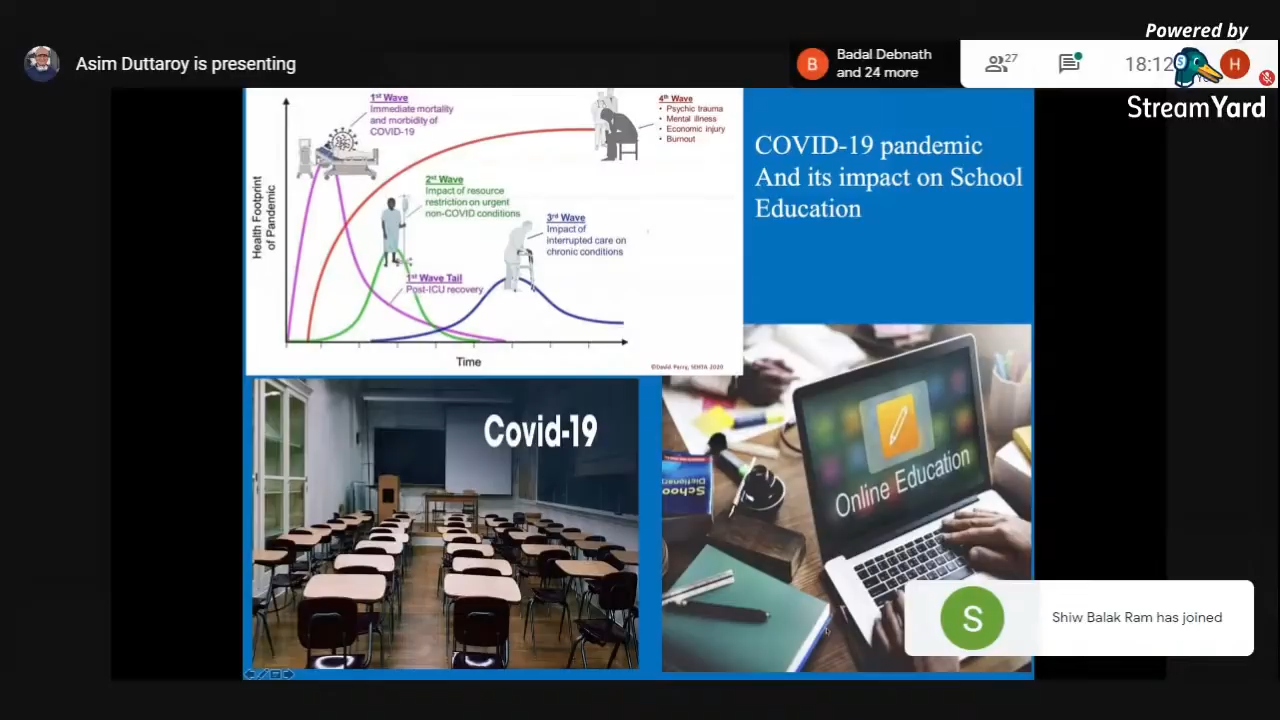 Powered by
StreamYard
Asim Duttaroy is presenting
B
Badal Debnath
and 24 more
27
18:12
H
1st Wave
Immediate mortality
and morbidity of
COVID-19
4th Wave
• Psychic trauma
• Mental illness
• Economic injury
• Burnout
2nd Wave
Impact of resource
restriction on urgent
non-COVID conditions
3rd Wave
Impact of
interrupted care on
chronic conditions
1st Wave Tail
Post-ICU recovery
Health Footprint
of Pandemic
Time
COVID-19 pandemic
And its impact on School
Education
Covid-19
Online Education
S
Shiw Balak Ram has joined